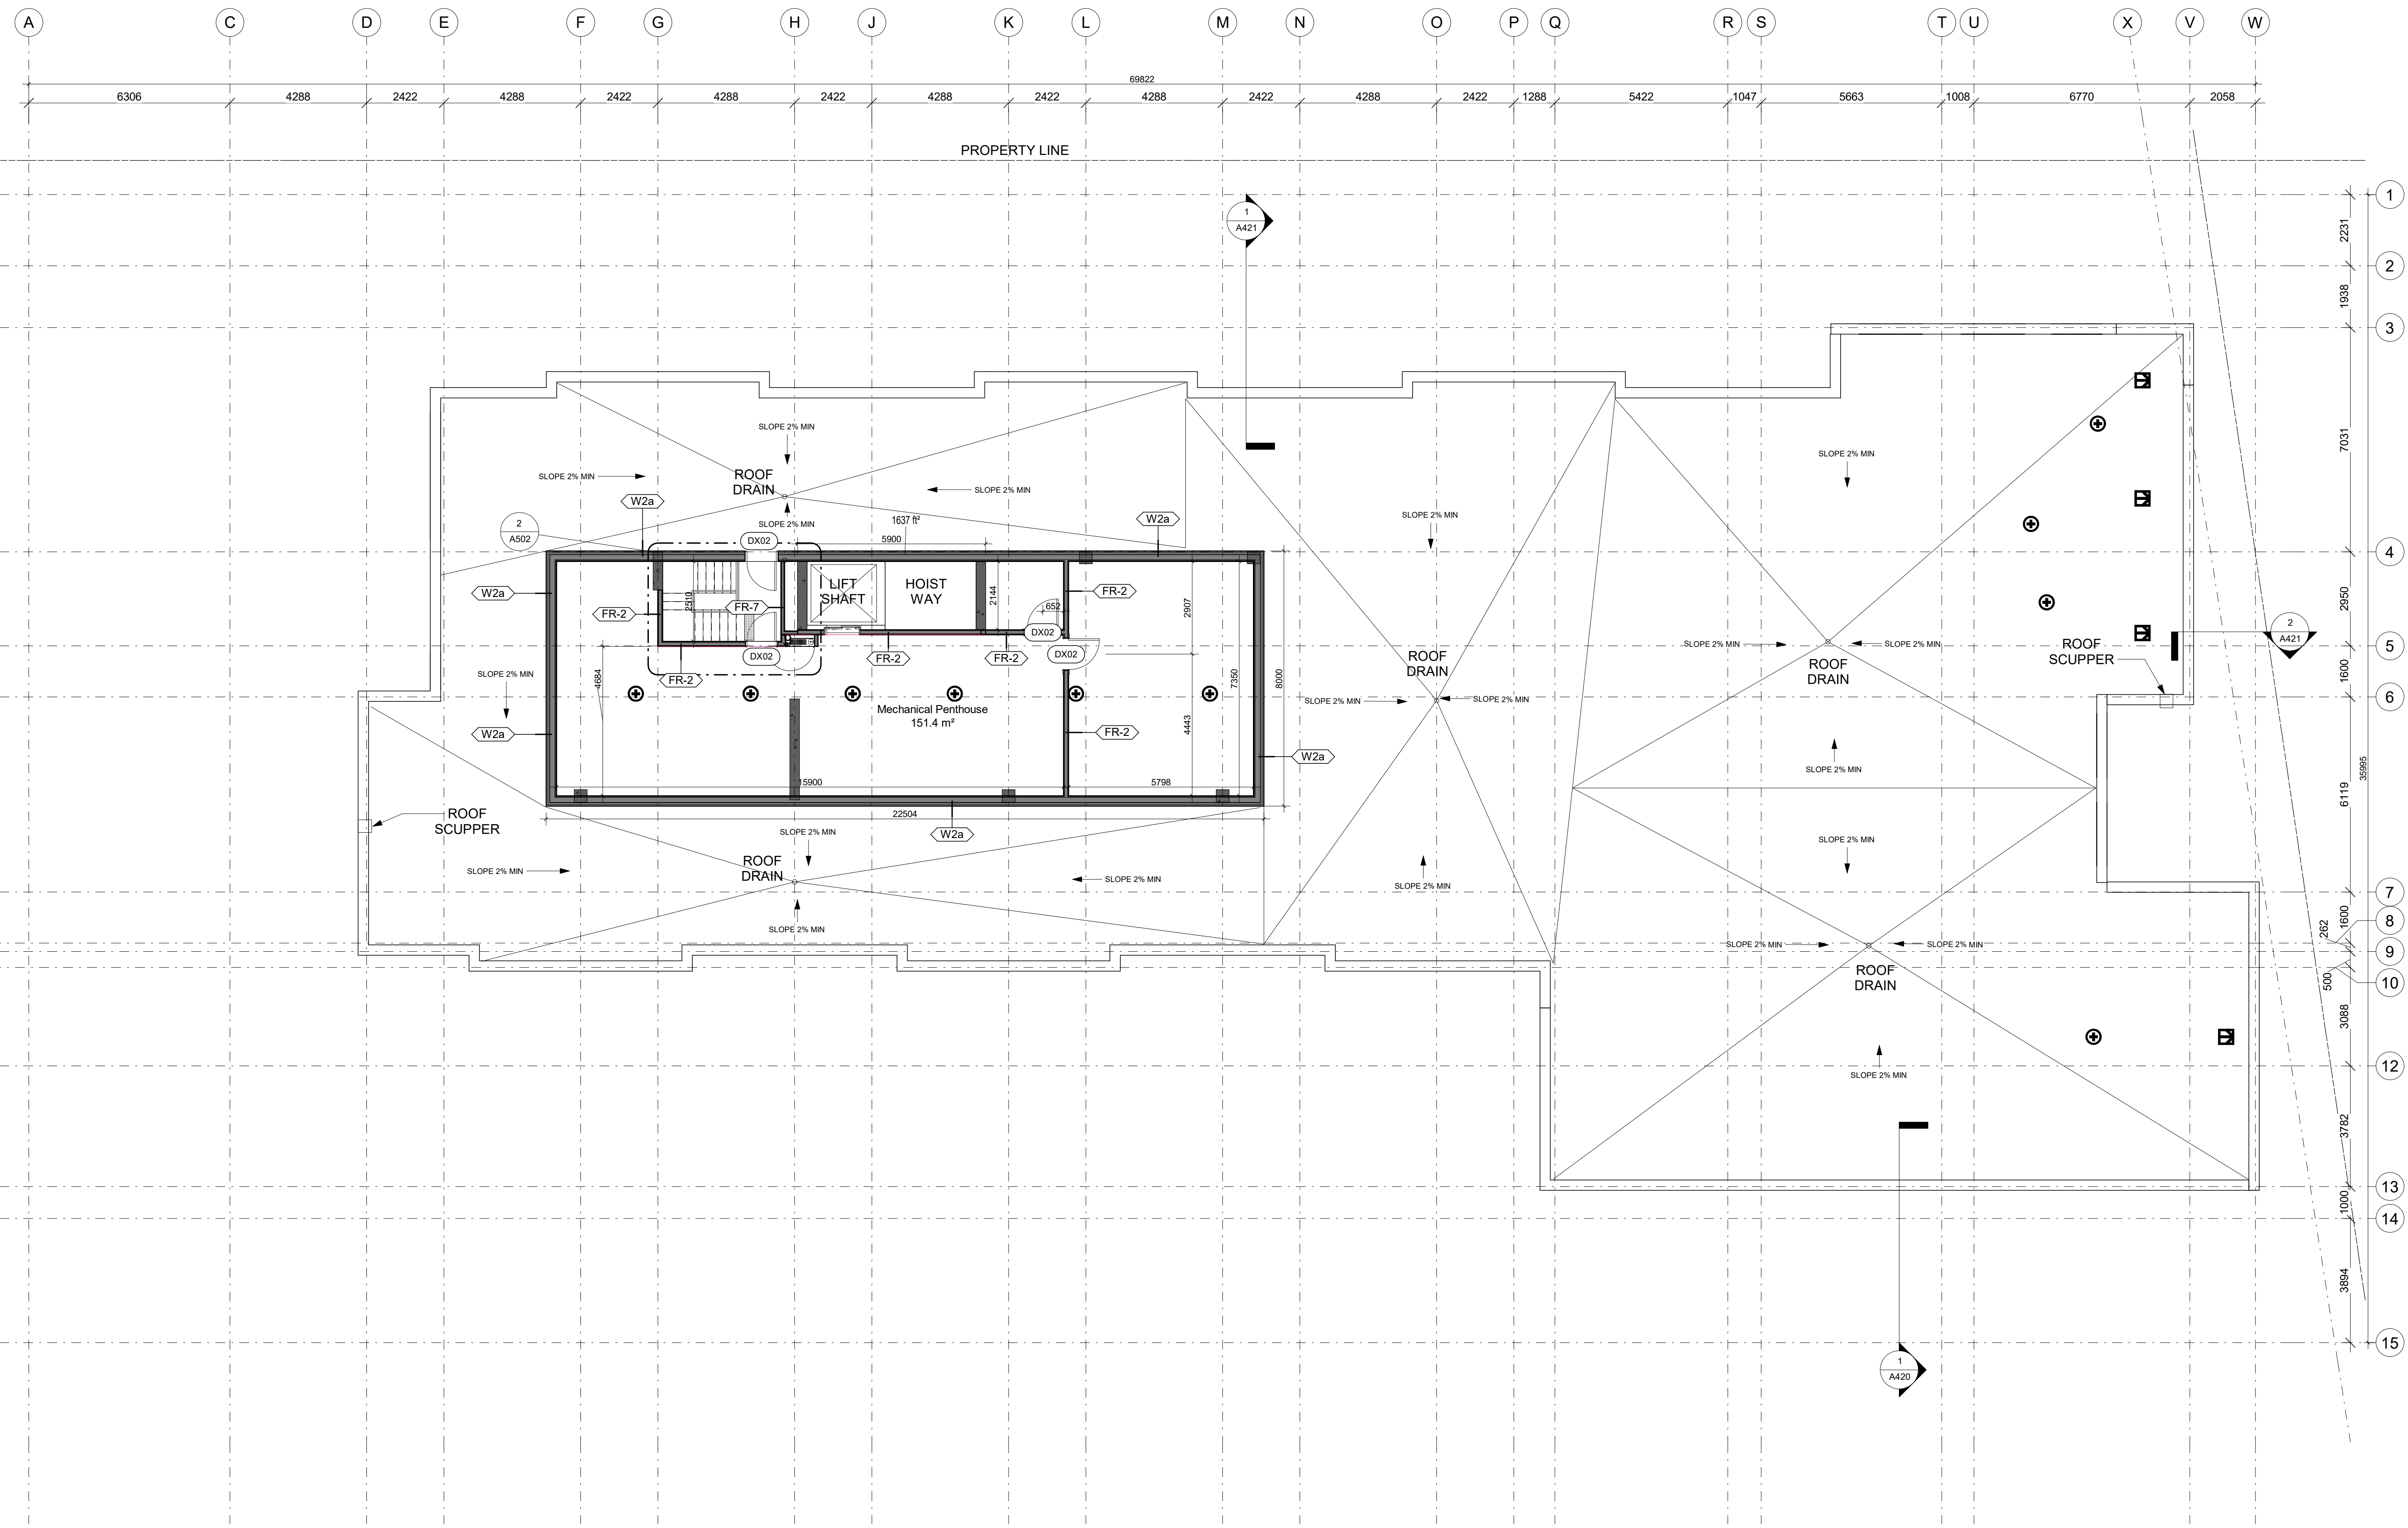 A
C
D
E
F
G
H
J
K
L
M
N
O
P
Q
R
S
T
U
X
V
W
69822
6306
4288
2422
4288
2422
4288
2422
4288
2422
4288
2422
4288
2422
1288
5422
1047
5663
1008
6770
2058
PROPERTY LINE
1
2
3
4
5
6
7
8
9
10
12
13
14
15
2231
1938
7031
2950
1600
6119
1600
262
500
3088
3782
1000
3894
35995
1
A421
SLOPE 2% MIN
SLOPE 2% MIN
ROOF
DRAIN
SLOPE 2% MIN
SLOPE 2% MIN
W2a
2
A502
1637 ft²
W2a
DX02
5900
W2a
FR-2
2510
FR-7
LIFT
SHAFT
HOIST
WAY
2144
652
FR-2
2907
DX02
DX02
DX02
FR-2
FR-2
FR-2
SLOPE 2% MIN
4684
7350
8000
Mechanical Penthouse
151.4 m²
W2a
FR-2
4443
W2a
15900
5798
22504
W2a
ROOF
SCUPPER
SLOPE 2% MIN
ROOF
DRAIN
SLOPE 2% MIN
SLOPE 2% MIN
SLOPE 2% MIN
SLOPE 2% MIN
ROOF
DRAIN
SLOPE 2% MIN
SLOPE 2% MIN
SLOPE 2% MIN
SLOPE 2% MIN
SLOPE 2% MIN
SLOPE 2% MIN
ROOF
DRAIN
ROOF
SCUPPER
2
A421
SLOPE 2% MIN
SLOPE 2% MIN
SLOPE 2% MIN
SLOPE 2% MIN
ROOF
DRAIN
SLOPE 2% MIN
1
A420